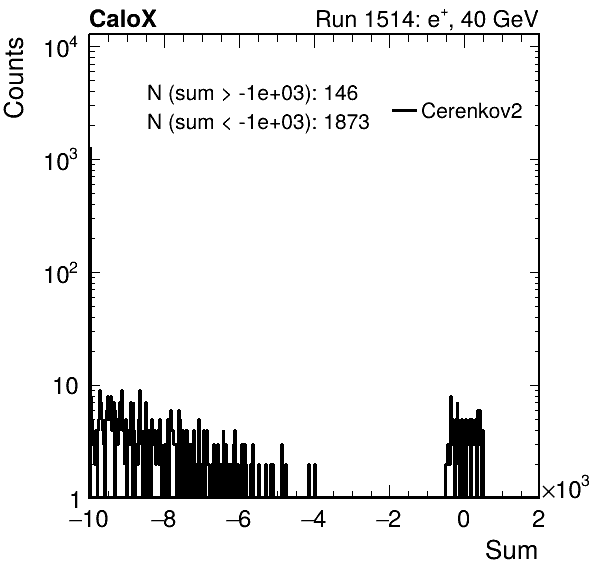 CaloX Run 1514: e⁺, 40 GeV
Counts
10⁴
10³
10²
10
1
N (sum > -1e+03): 146
N (sum < -1e+03): 1873
Cerenkov2
−10 −8 −6 −4 −2 0 2
×10³
Sum